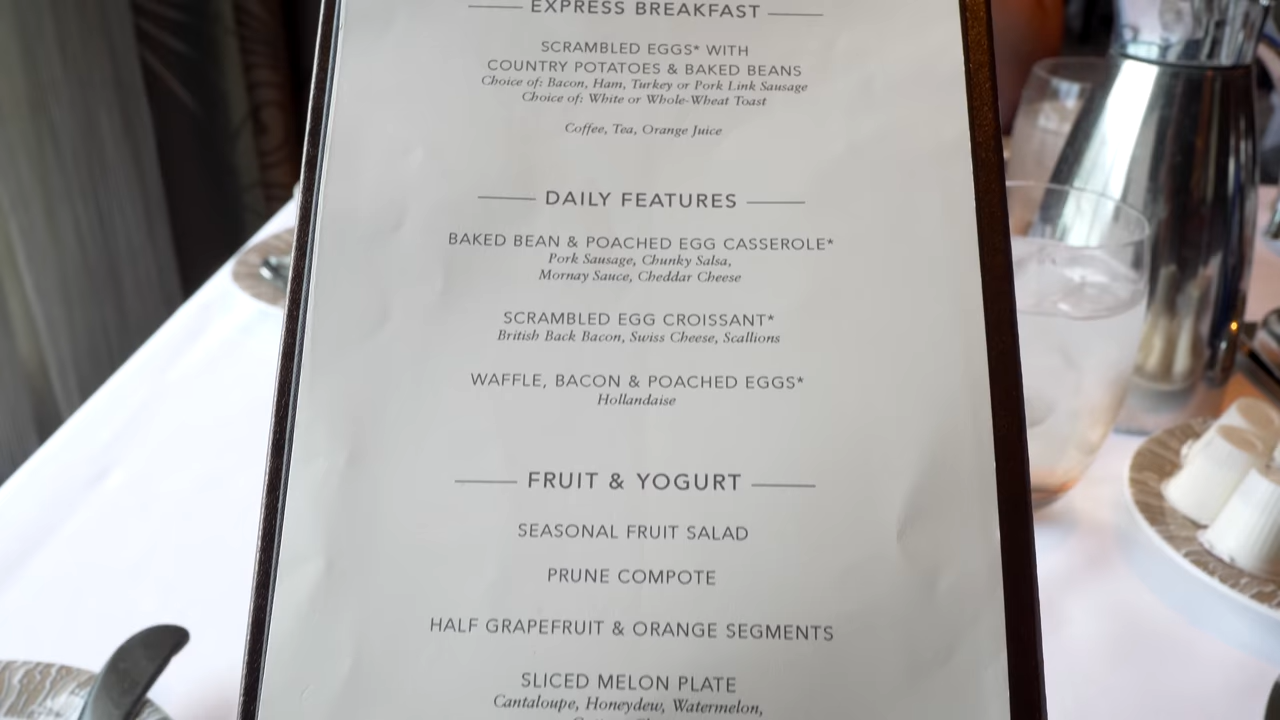 EXPRESS BREAKFAST
SCRAMBLED EGGS* WITH
COUNTRY POTATOES & BAKED BEANS
Choice of: Bacon, Ham, Turkey or Pork Link Sausage
Choice of: White or Whole-Wheat Toast
Coffee, Tea, Orange Juice
DAILY FEATURES
BAKED BEAN & POACHED EGG CASSEROLE*
Pork Sausage, Chunky Salsa,
Mornay Sauce, Cheddar Cheese
SCRAMBLED EGG CROISSANT*
British Back Bacon, Swiss Cheese, Scallions
WAFFLE, BACON & POACHED EGGS*
Hollandaise
FRUIT & YOGURT
SEASONAL FRUIT SALAD
PRUNE COMPOTE
HALF GRAPEFRUIT & ORANGE SEGMENTS
SLICED MELON PLATE
Cantaloupe, Honeydew, Watermelon,